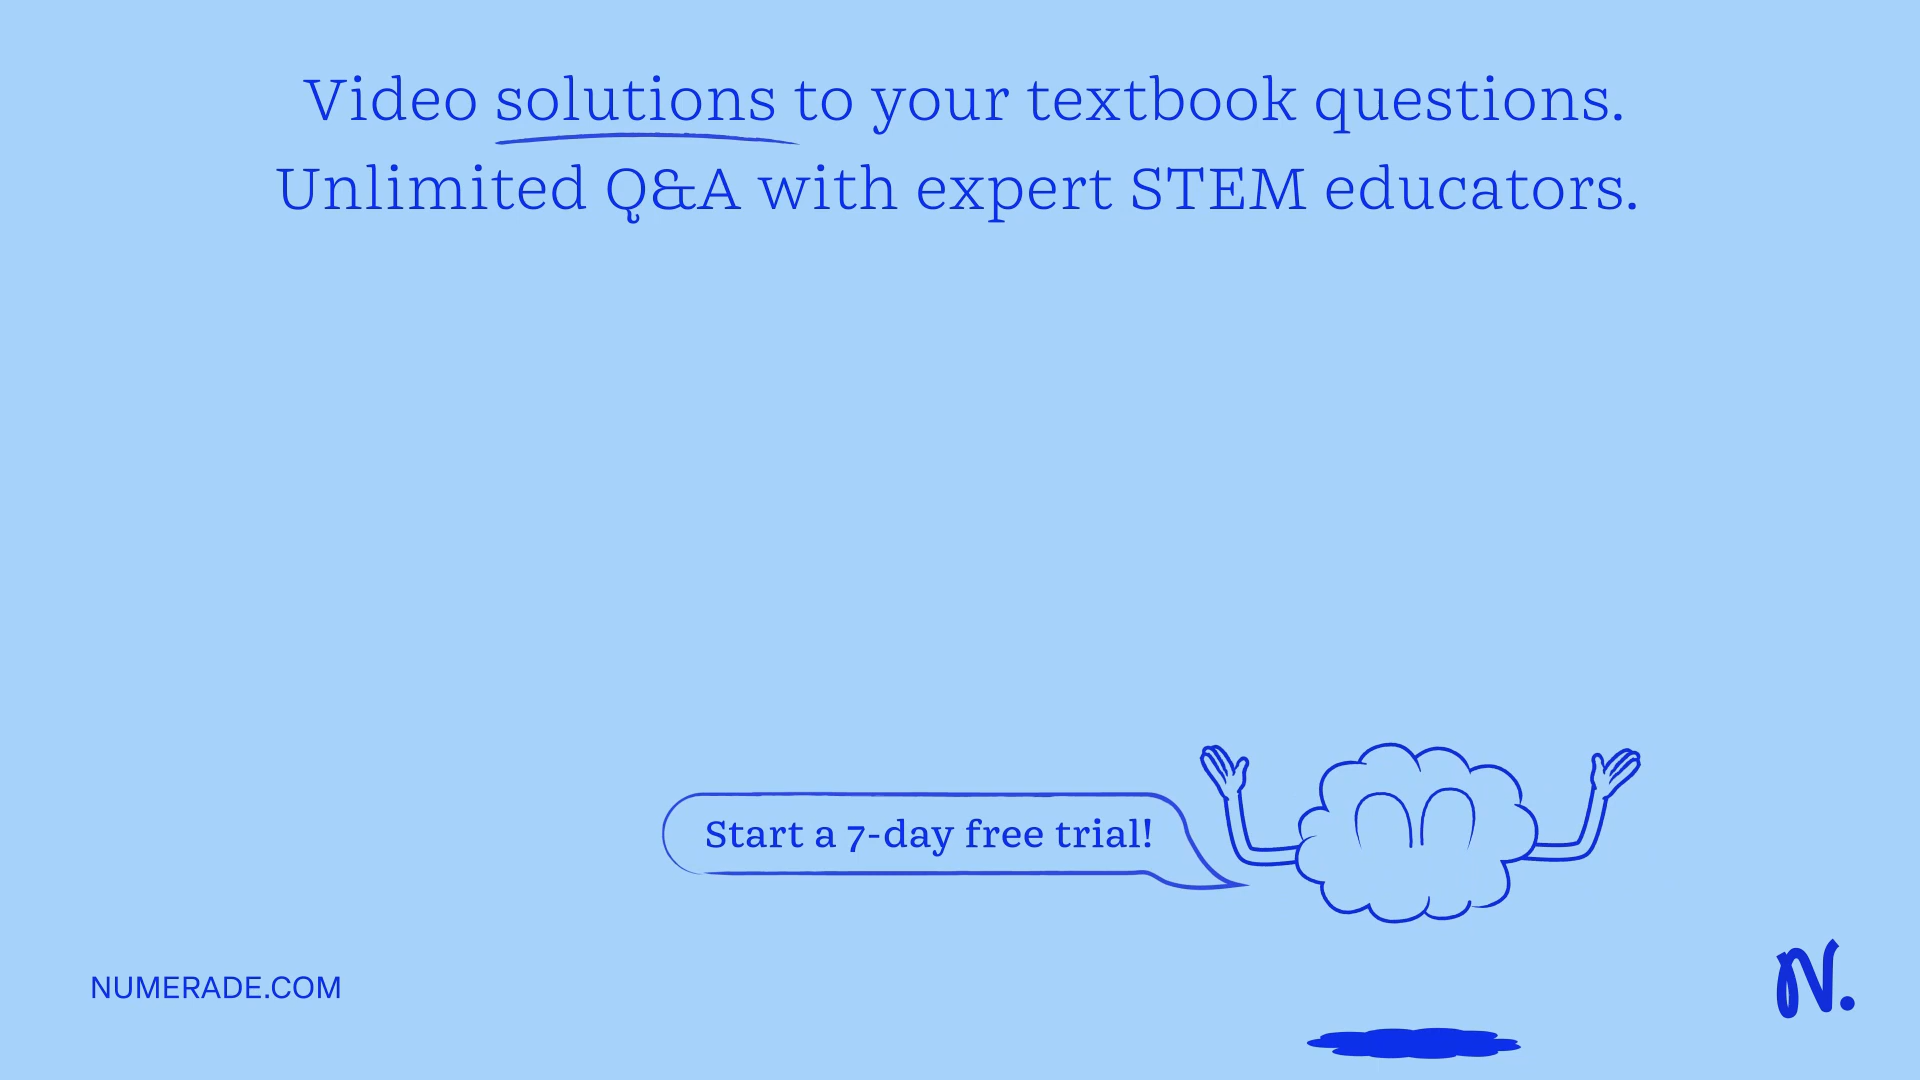 Video solutions to your textbook questions.
Unlimited Q&A with expert STEM educators.
Start a 7-day free trial!
NUMERADE.COM
N.